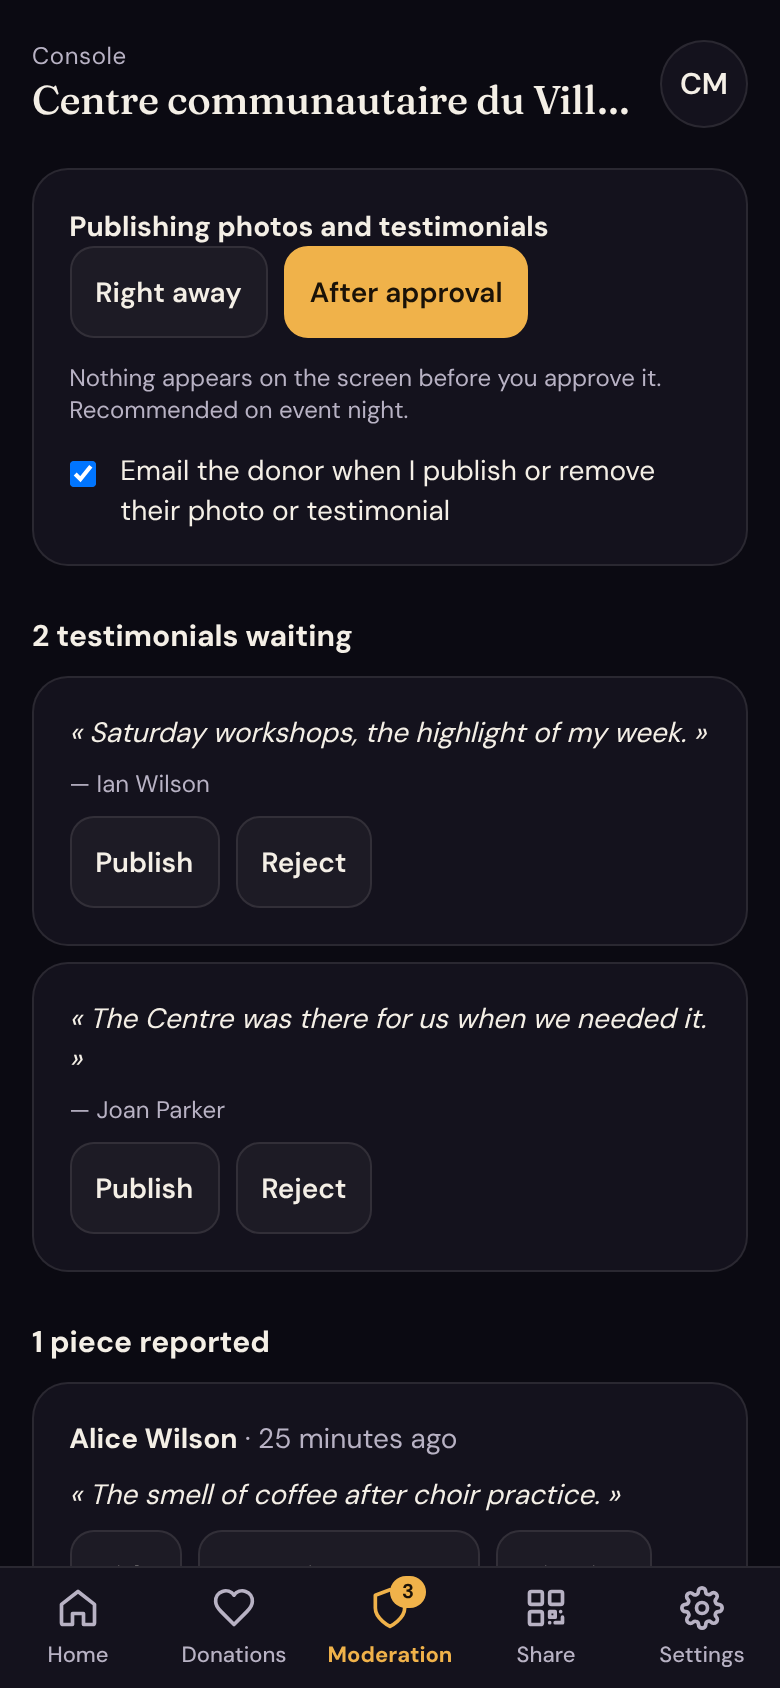 Console
Centre communautaire du Vill...
CM
Publishing photos and testimonials
Right away
After approval
Nothing appears on the screen before you approve it.
Recommended on event night.
Email the donor when I publish or remove
their photo or testimonial
2 testimonials waiting
« Saturday workshops, the highlight of my week. »
— Ian Wilson
Publish
Reject
« The Centre was there for us when we needed it.
»
— Joan Parker
Publish
Reject
1 piece reported
Alice Wilson · 25 minutes ago
« The smell of coffee after choir practice. »
3
Home
Donations
Moderation
Share
Settings